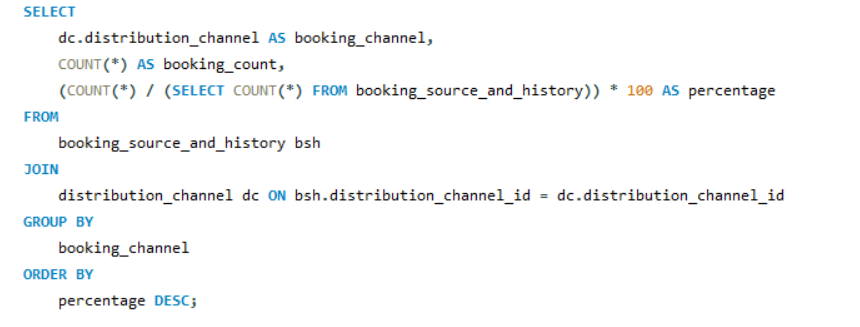 SELECT
dc.distribution_channel AS booking_channel,
COUNT(*) AS booking_count,
(COUNT(*) / (SELECT COUNT(*) FROM booking_source_and_history)) * 100 AS percentage
FROM
booking_source_and_history bsh
JOIN
distribution_channel dc ON bsh.distribution_channel_id = dc.distribution_channel_id
GROUP BY
booking_channel
ORDER BY
percentage DESC;